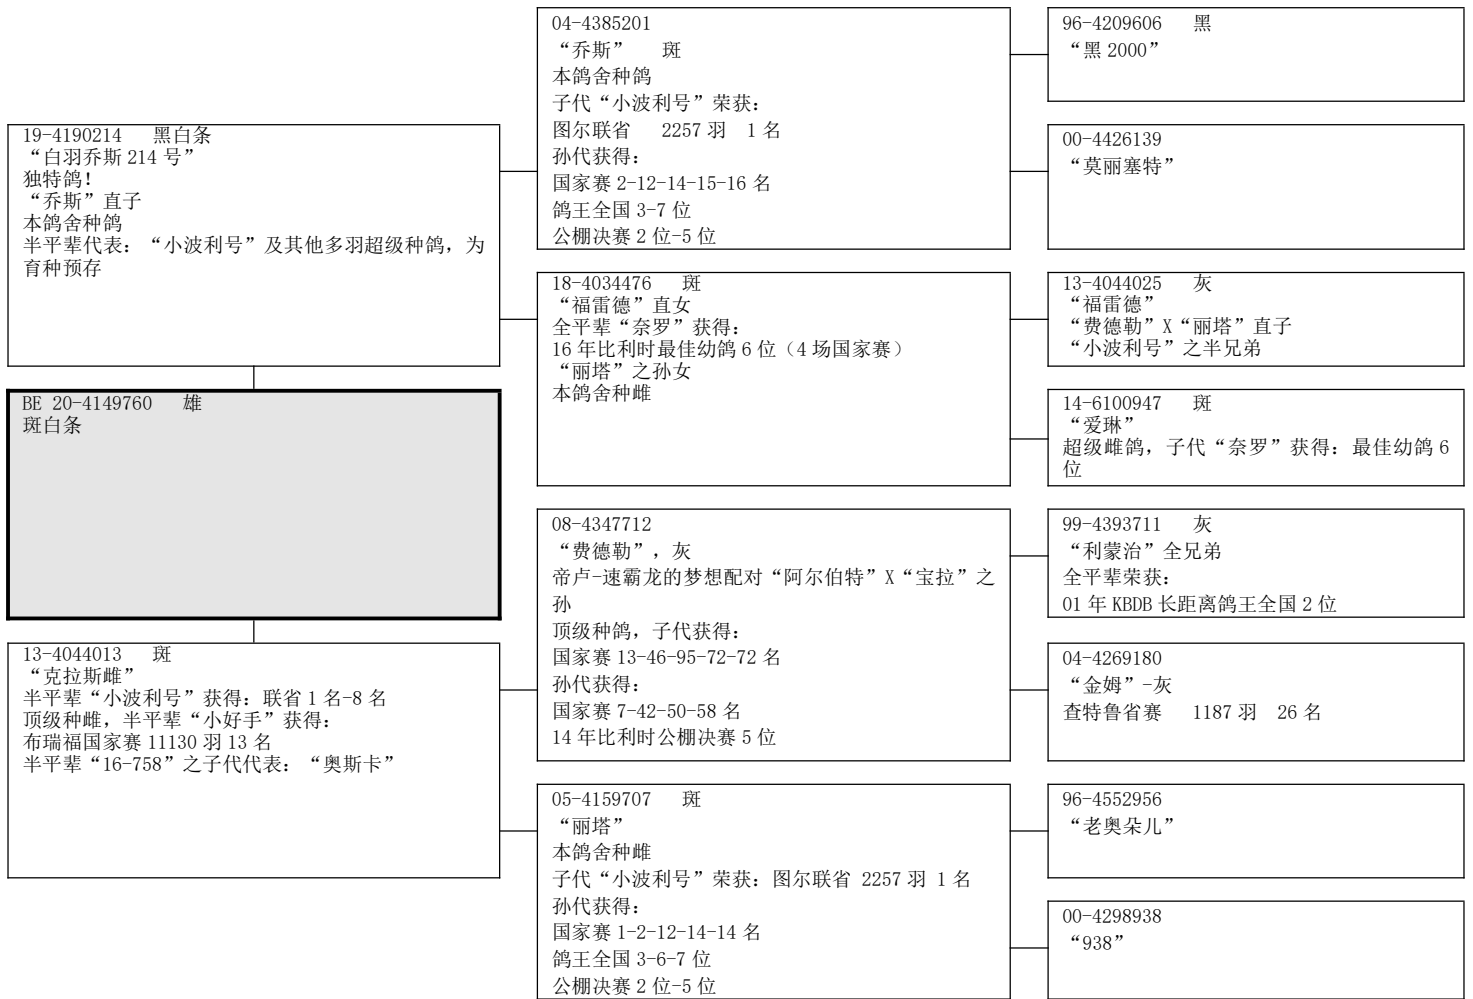 19-4190214 黑白条
“白羽乔斯 214 号”
独特鸽!
“乔斯”直子
本鸽舍种鸽
半平辈代表: “小波利号”及其他多羽超级种鸽, 为
育种预存
BE 20-4149760 雄
斑白条
13-4044013 斑
“克拉斯雌”
半平辈“小波利号”获得: 联省 1 名-8 名
顶级种雌, 半平辈“小好手”获得:
布瑞福国家赛 11130 羽 13 名
半平辈“16-758”之子代代表: “奥斯卡”
04-4385201
“乔斯” 斑
本鸽舍种鸽
子代“小波利号”荣获:
图尔联省 2257 羽 1 名
孙代获得:
国家赛 2-12-14-15-16 名
鸽王全国 3-7 位
公棚决赛 2 位-5 位
18-4034476 斑
“福雷德”直女
全平辈“奈罗”获得:
16 年比利时最佳幼鸽 6 位 (4 场国家赛)
“丽塔”之孙女
本鸽舍种雌
08-4347712
“费德勒”, 灰
帝卢-速霸龙的梦想配对“阿尔伯特”X“宝拉”之
孙
顶级种鸽, 子代获得:
国家赛 13-46-95-72-72 名
孙代获得:
国家赛 7-42-50-58 名
14 年比利时公棚决赛 5 位
05-4159707 斑
“丽塔”
本鸽舍种雌
子代“小波利号”荣获: 图尔联省 2257 羽 1 名
孙代获得:
国家赛 1-2-12-14-14 名
鸽王全国 3-6-7 位
公棚决赛 2 位-5 位
96-4209606 黑
“黑 2000”
00-4426139
“莫丽塞特”
13-4044025 灰
“福雷德”
“费德勒”X“丽塔”直子
“小波利号”之半兄弟
14-6100947 斑
“爱琳”
超级雌鸽, 子代“奈罗”获得: 最佳幼鸽 6
位
99-4393711 灰
“利蒙治”全兄弟
全平辈荣获:
01 年 KBDB 长距离鸽王全国 2 位
04-4269180
“金姆”-灰
查特鲁省赛 1187 羽 26 名
96-4552956
“老奥朵儿”
00-4298938
“938”